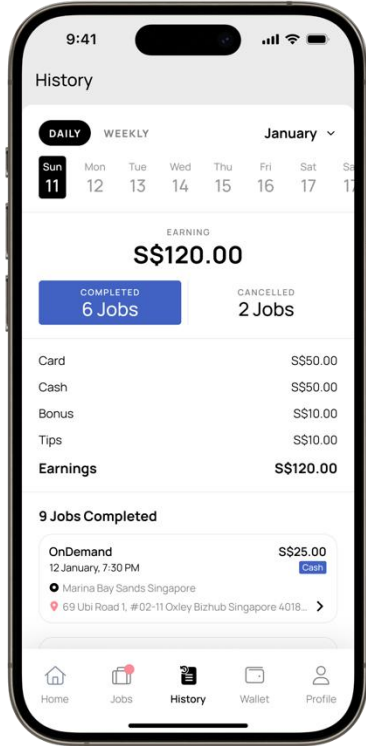 9:41
History
DAILY WEEKLY January
Sun Mon Tue Wed Thu Fri Sat Sa
11 12 13 14 15 16 17 17
EARNING
S$120.00
COMPLETED CANCELLED
6 Jobs 2 Jobs
Card S$50.00
Cash S$50.00
Bonus S$10.00
Tips S$10.00
Earnings S$120.00
9 Jobs Completed
OnDemand S$25.00
12 January, 7:30 PM Cash
Marina Bay Sands Singapore
69 Ubi Road 1, #02-11 Oxley Bizhub Singapore 4018...
Home Jobs History Wallet Profile